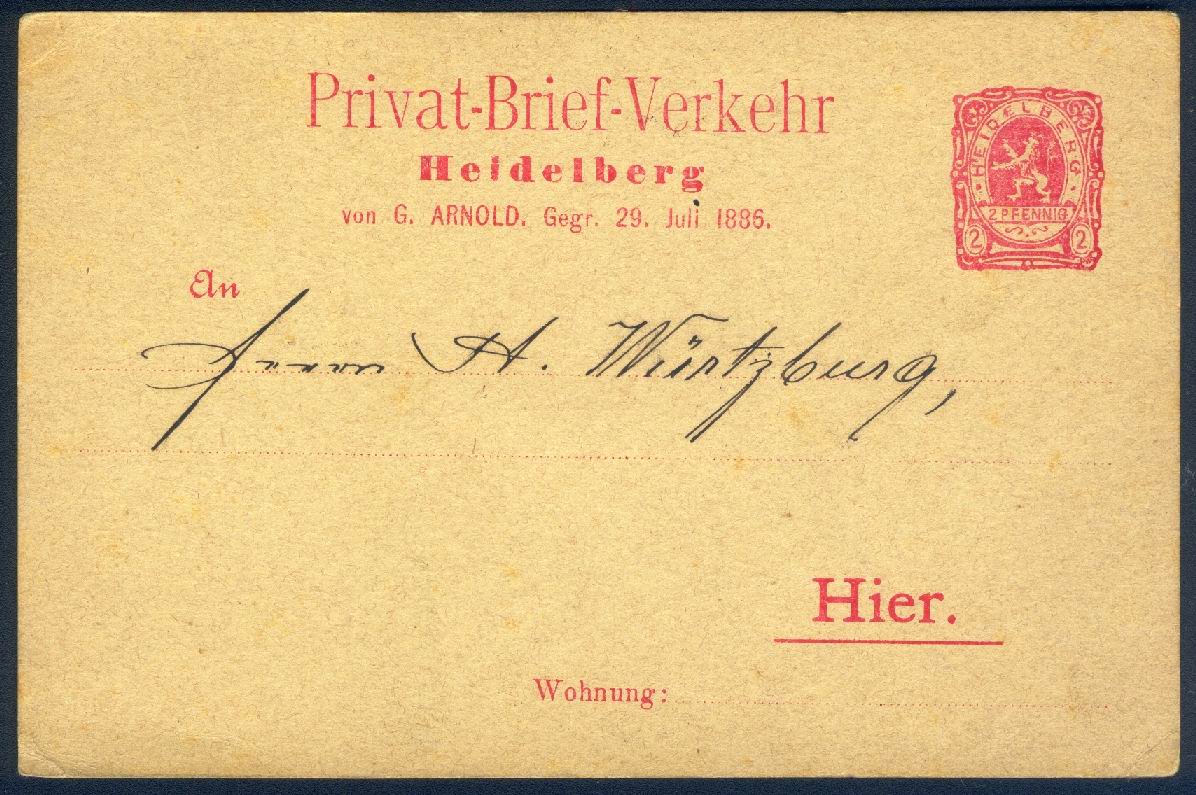 Privat-Brief-Verkehr
Heidelberg
von G. ARNOLD. Gegr. 29. Juli 1886.
HEIDELBERG
2 PFENNIG
2 2
An
Herrn A. Würtzburg,
Hier.
Wohnung: